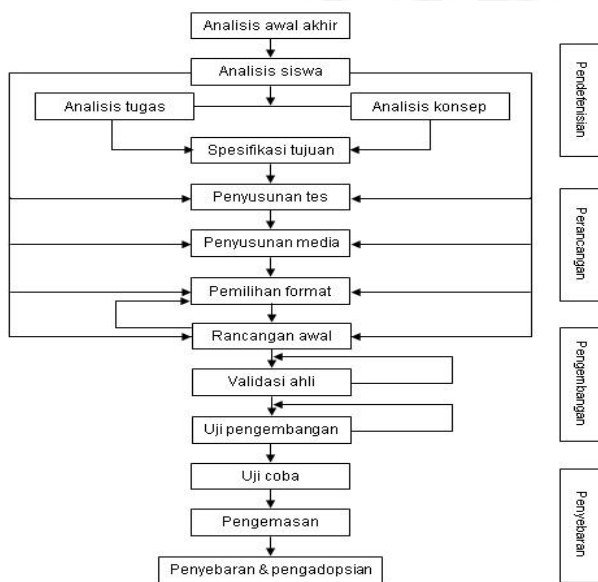 Analisis awal akhir
Analisis siswa
Analisis tugas
Analisis konsep
Spesifikasi tujuan
Penyusunan tes
Penyusunan media
Pemilihan format
Rancangan awal
Validasi ahli
Uji pengembangan
Uji coba
Pengemasan
Penyebaran & pengadopsian
Pendefenisian
Perancangan
Pengembangan
Penyebaran